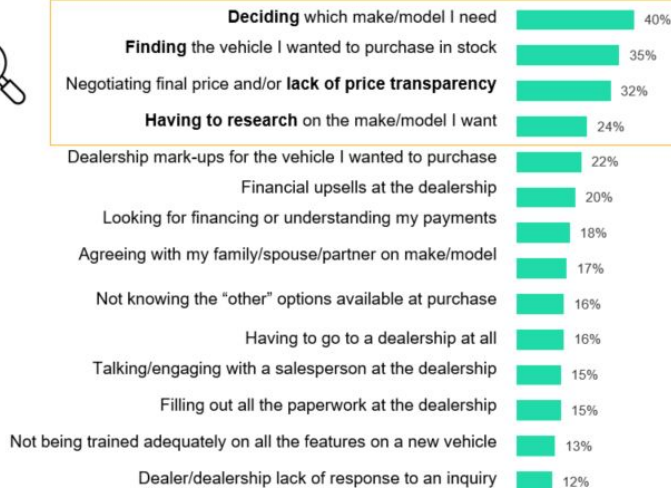 Deciding which make/model I need 40%
Finding the vehicle I wanted to purchase in stock 35%
Negotiating final price and/or lack of price transparency 32%
Having to research on the make/model I want 24%
Dealership mark-ups for the vehicle I wanted to purchase 22%
Financial upsells at the dealership 20%
Looking for financing or understanding my payments 18%
Agreeing with my family/spouse/partner on make/model 17%
Not knowing the “other” options available at purchase 16%
Having to go to a dealership at all 16%
Talking/engaging with a salesperson at the dealership 15%
Filling out all the paperwork at the dealership 15%
Not being trained adequately on all the features on a new vehicle 13%
Dealer/dealership lack of response to an inquiry 12%